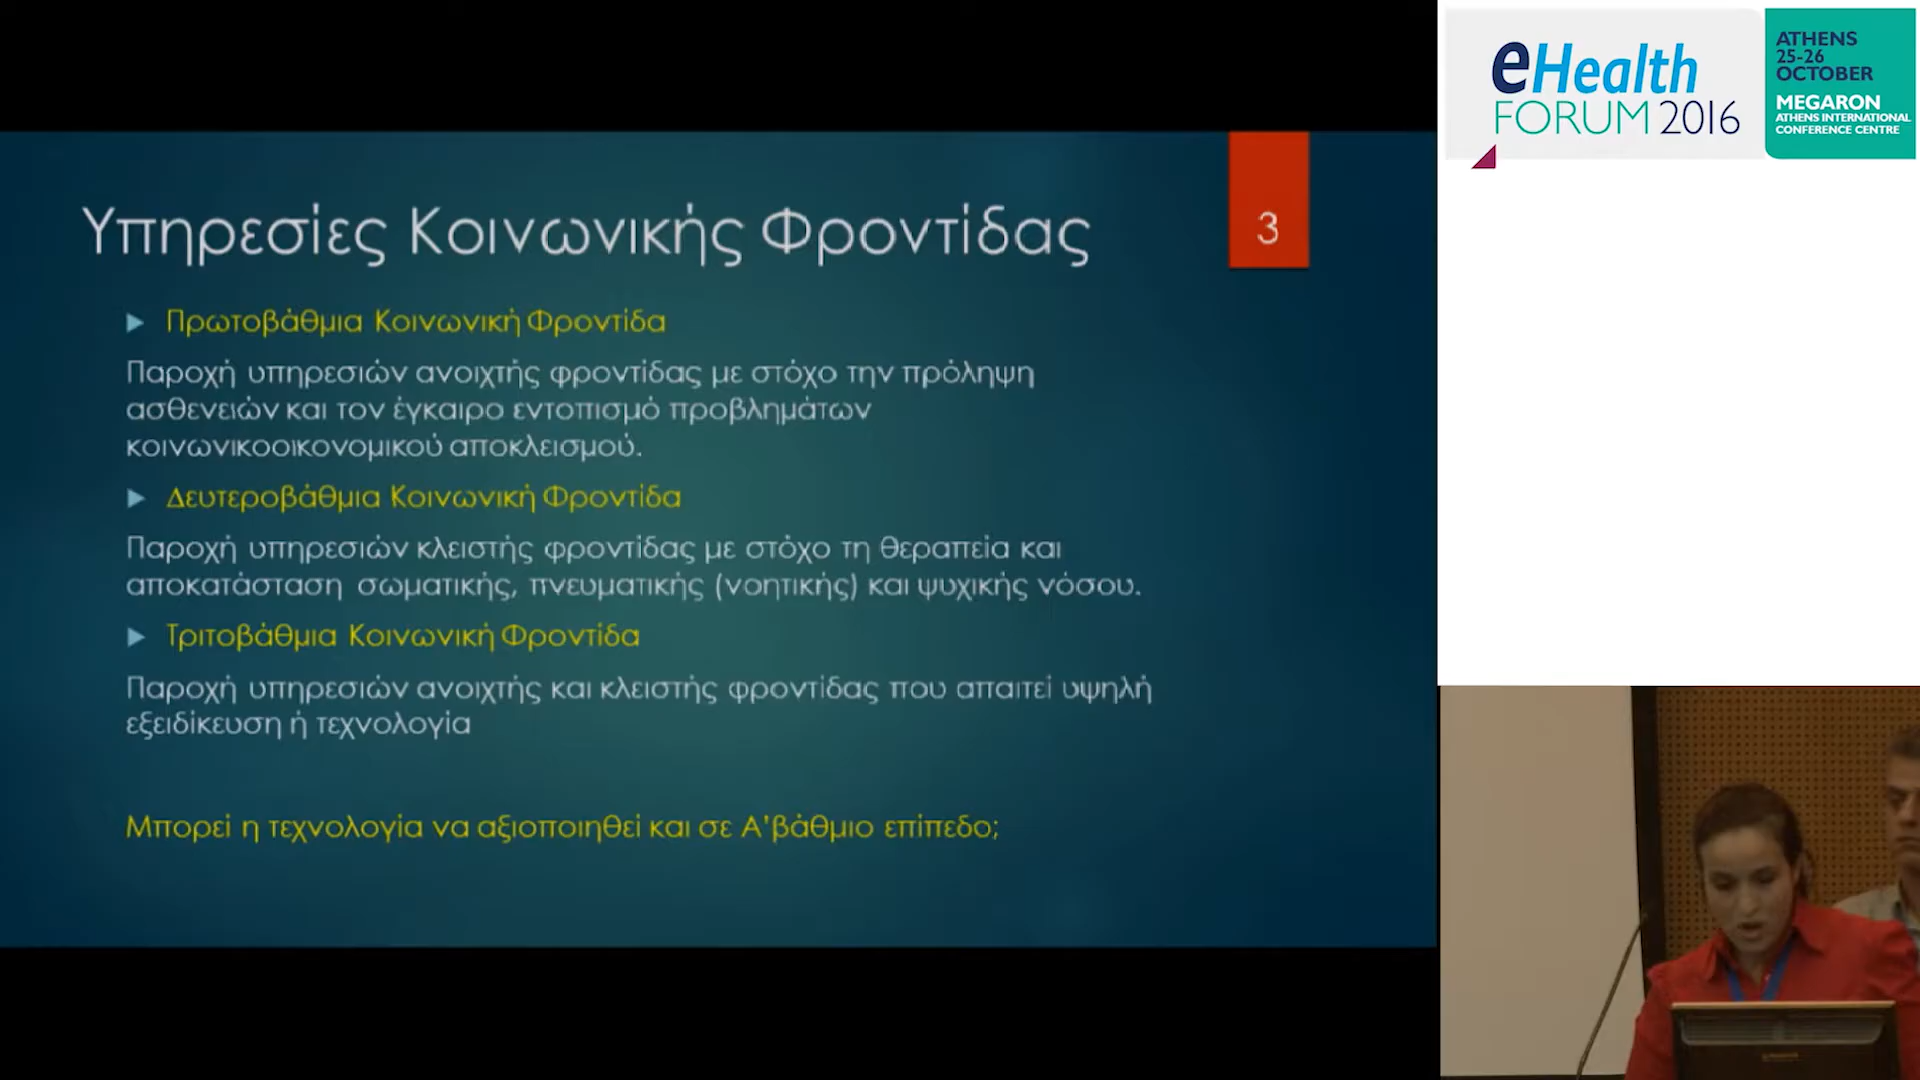 Υπηρεσίες Κοινωνικής Φροντίδας
3
Πρωτοβάθμια Κοινωνική Φροντίδα
Παροχή υπηρεσιών ανοιχτής φροντίδας με στόχο την πρόληψη
ασθενειών και τον έγκαιρο εντοπισμό προβλημάτων
κοινωνικοοικονομικού αποκλεισμού.
Δευτεροβάθμια Κοινωνική Φροντίδα
Παροχή υπηρεσιών κλειστής φροντίδας με στόχο τη θεραπεία και
αποκατάσταση σωματικής, πνευματικής (νοητικής) και ψυχικής νόσου.
Τριτοβάθμια Κοινωνική Φροντίδα
Παροχή υπηρεσιών ανοιχτής και κλειστής φροντίδας που απαιτεί υψηλή
εξειδίκευση ή τεχνολογία
Μπορεί η τεχνολογία να αξιοποιηθεί και σε Α'βάθμιο επίπεδο;
eHealth
FORUM 2016
ATHENS
25-26
OCTOBER
MEGARON
ATHENS INTERNATIONAL
CONFERENCE CENTRE